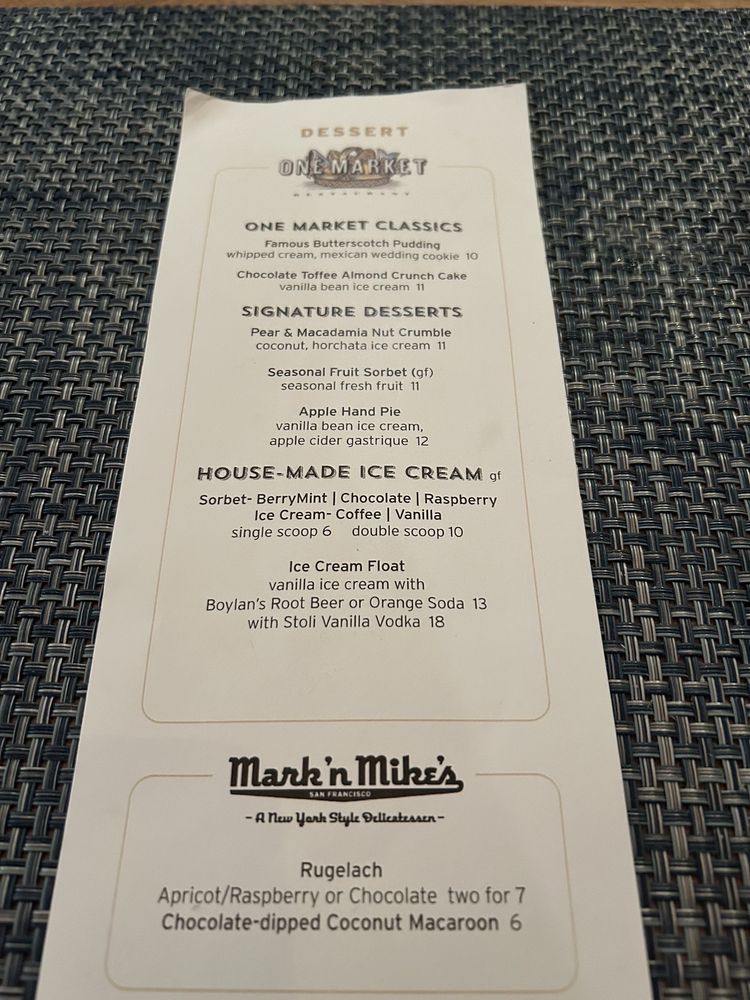 DESSERT
ONE MARKET
RESTAURANT
ONE MARKET CLASSICS
Famous Butterscotch Pudding
whipped cream, mexican wedding cookie 10
Chocolate Toffee Almond Crunch Cake
vanilla bean ice cream 11
SIGNATURE DESSERTS
Pear & Macadamia Nut Crumble
coconut, horchata ice cream 11
Seasonal Fruit Sorbet (gf)
seasonal fresh fruit 11
Apple Hand Pie
vanilla bean ice cream,
apple cider gastrique 12
HOUSE-MADE ICE CREAM gf
Sorbet- BerryMint | Chocolate | Raspberry
Ice Cream- Coffee | Vanilla
single scoop 6 double scoop 10
Ice Cream Float
vanilla ice cream with
Boylan's Root Beer or Orange Soda 13
with Stoli Vanilla Vodka 18
Mark'n Mike's
SAN FRANCISCO
- A New York Style Delicatessen -
Rugelach
Apricot/Raspberry or Chocolate two for 7
Chocolate-dipped Coconut Macaroon 6